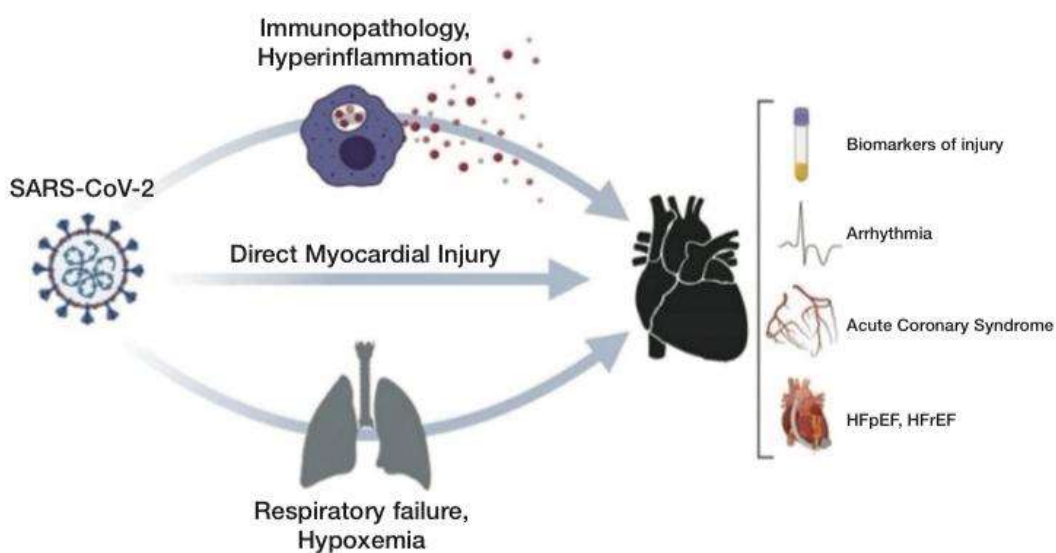 Immunopathology,
Hyperinflammation
SARS-CoV-2
Direct Myocardial Injury
Respiratory failure,
Hypoxemia
Biomarkers of injury
Arrhythmia
Acute Coronary Syndrome
HFpEF, HFrEF